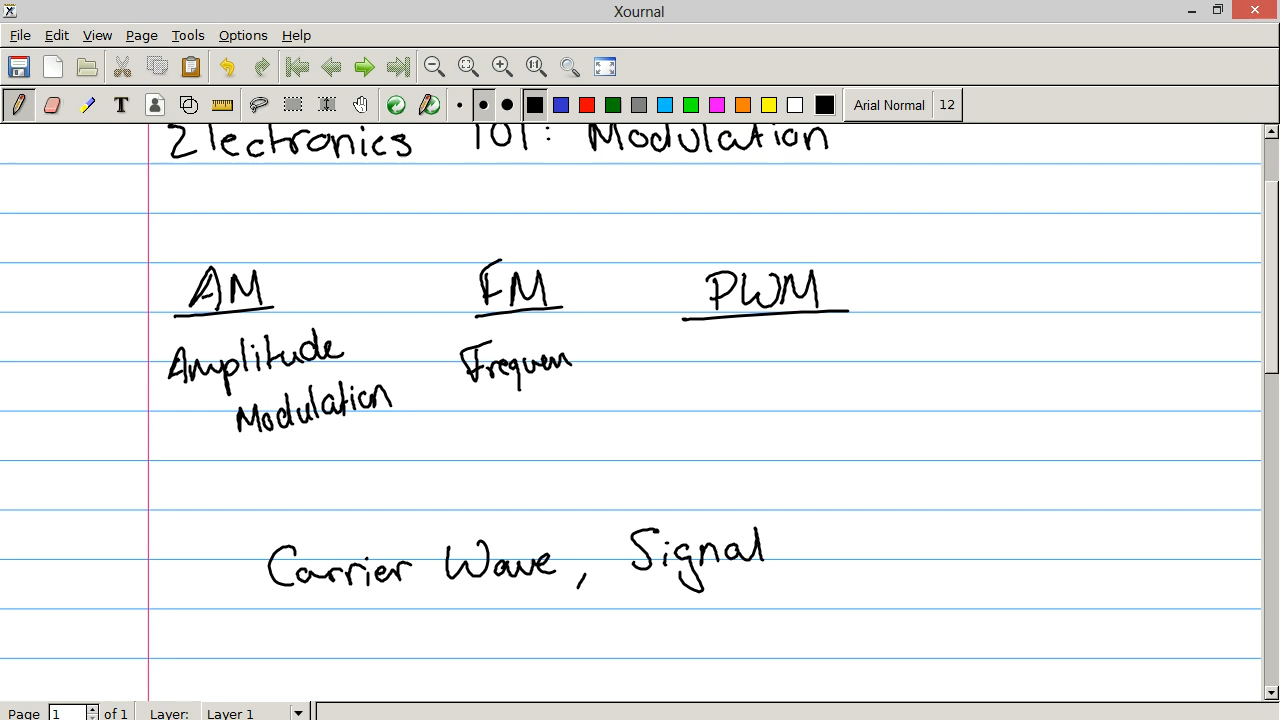 Xournal
File Edit View Page Tools Options Help
T Arial Normal 12
Electronics 101: Modulation
AM FM PWM
Amplitude Frequen
Modulation
Carrier Wave, Signal
Page 1 of 1 Layer: Layer 1